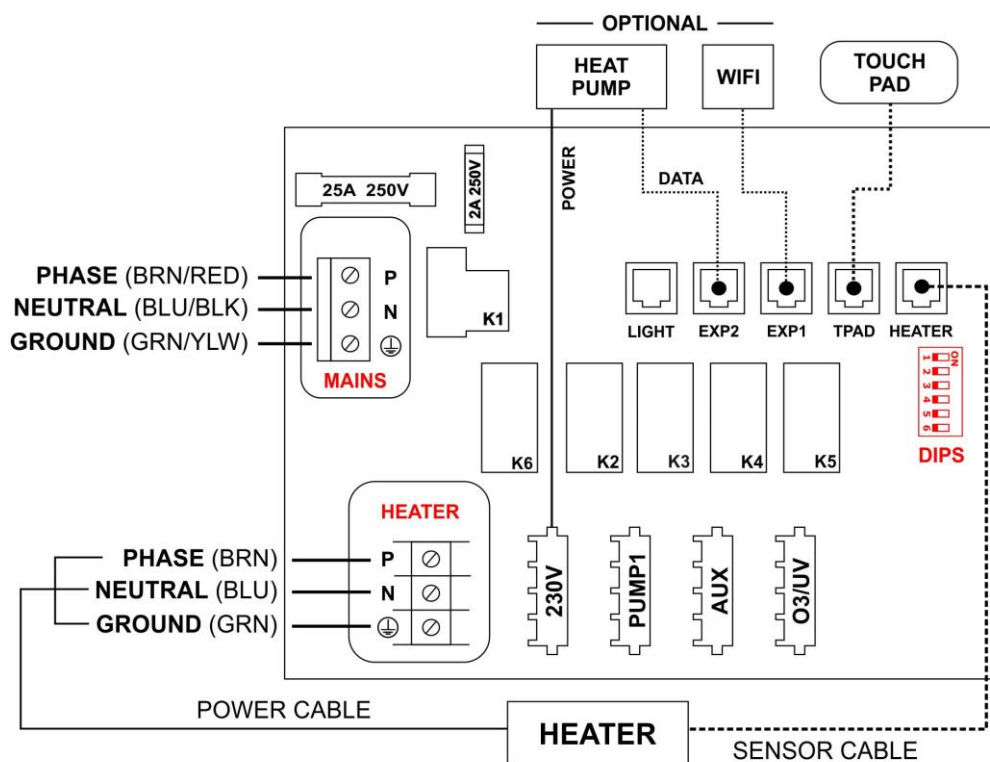 OPTIONAL
HEAT
PUMP
WIFI
TOUCH
PAD
25A 250V
2A 250V
POWER
DATA
PHASE (BRN/RED)
P
NEUTRAL (BLU/BLK)
N
GROUND (GRN/YLW)
MAINS
K1
LIGHT
EXP2
EXP1
TPAD
HEATER
ON
1
2
3
4
5
6
DIPS
K6
K2
K3
K4
K5
HEATER
PHASE (BRN)
P
NEUTRAL (BLU)
N
GROUND (GRN)
230V
PUMP1
AUX
O3/UV
POWER CABLE
HEATER
SENSOR CABLE